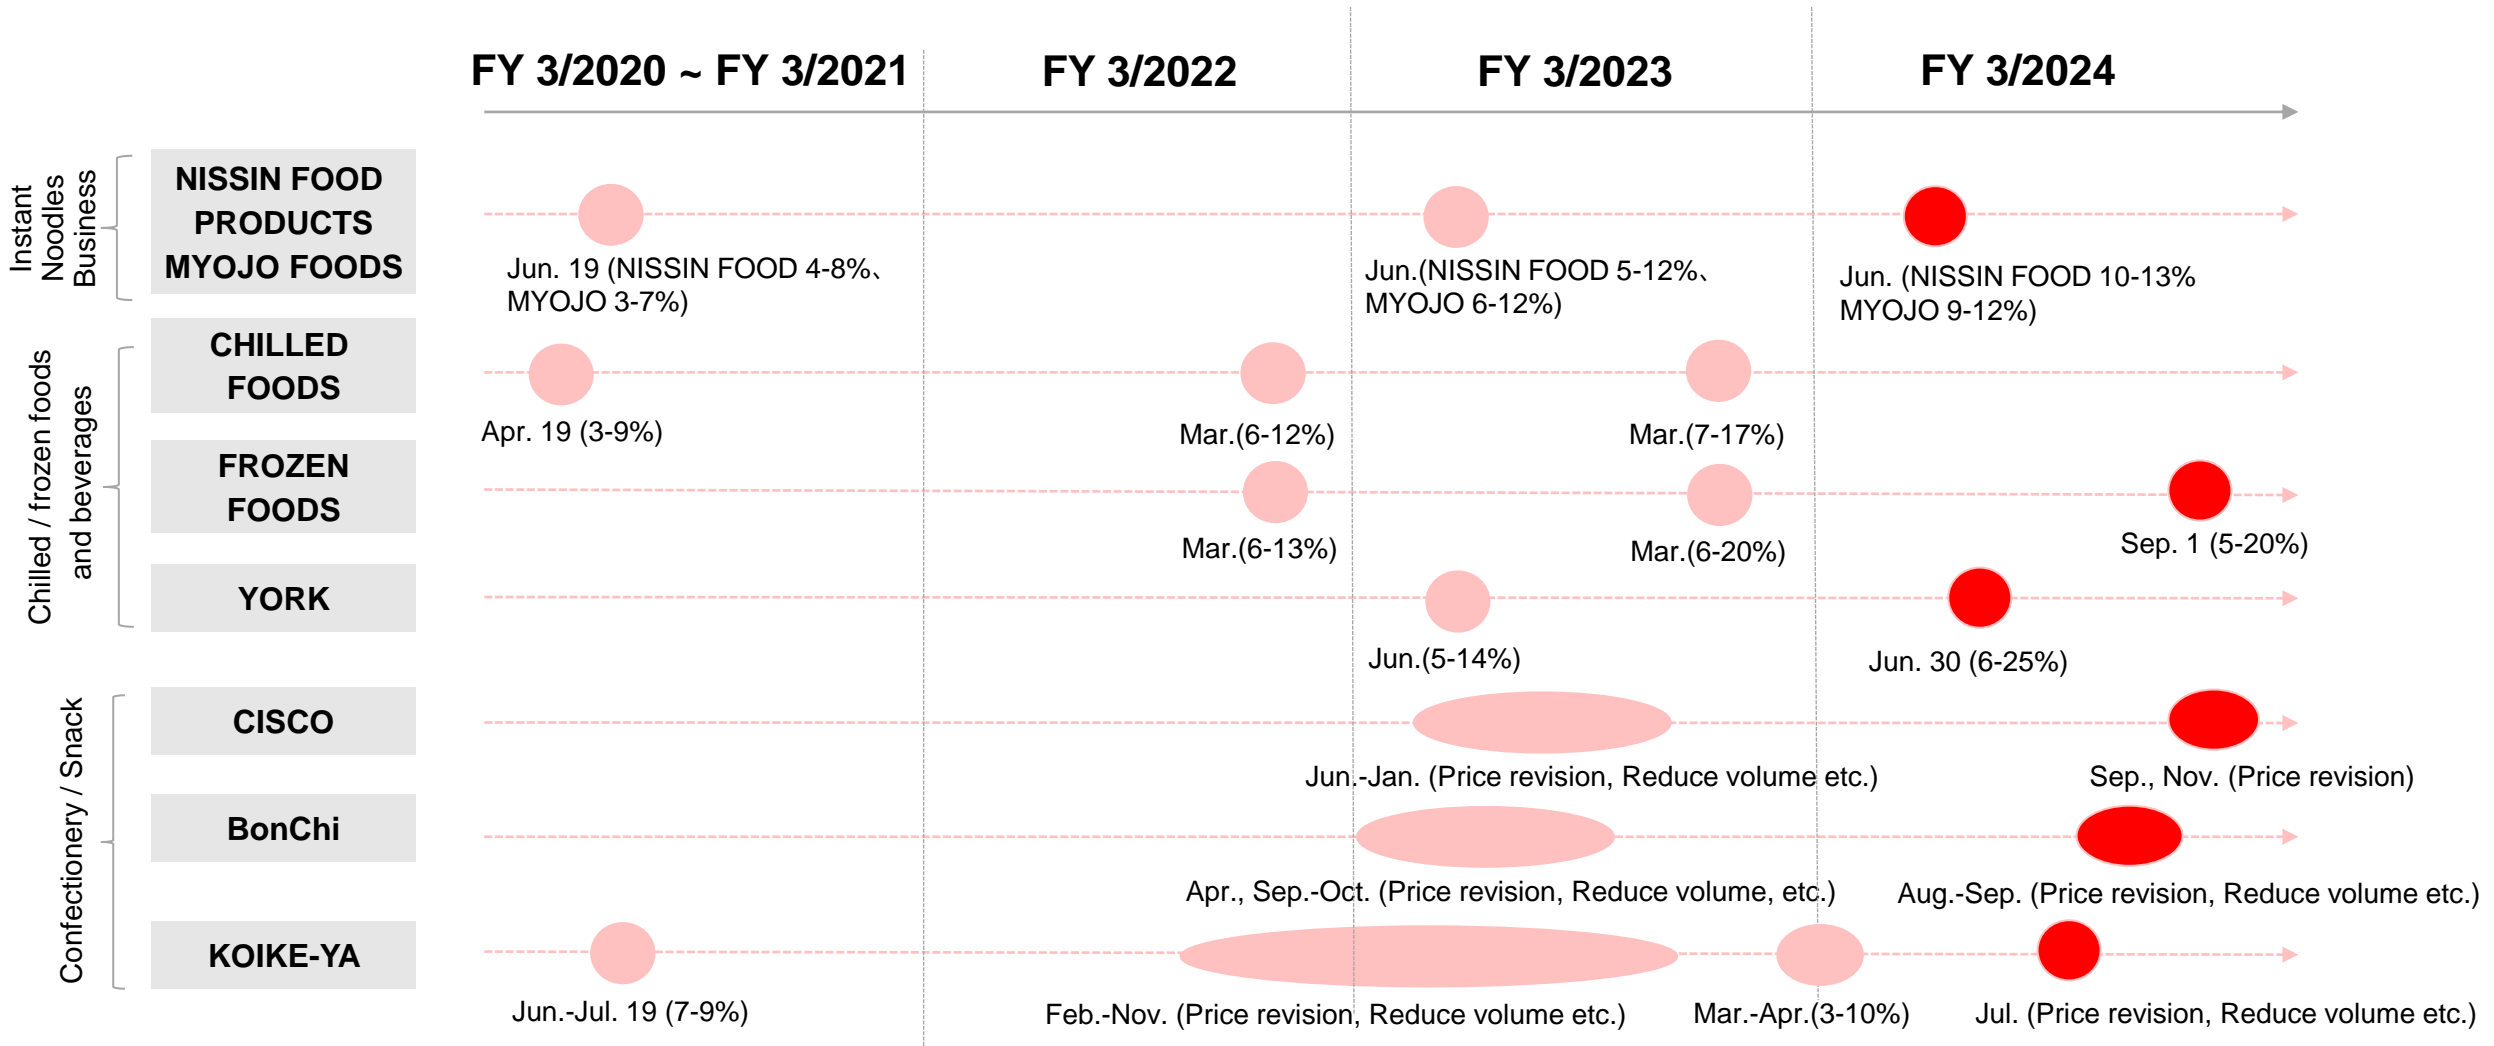 FY 3/2020 ~ FY 3/2021
FY 3/2022
FY 3/2023
FY 3/2024
Instant
Noodles
Business
NISSIN FOOD
PRODUCTS
MYOJO FOODS
Jun. 19 (NISSIN FOOD 4-8%、
MYOJO 3-7%)
Jun.(NISSIN FOOD 5-12%、
MYOJO 6-12%)
Jun. (NISSIN FOOD 10-13%
MYOJO 9-12%)
Chilled / frozen foods
and beverages
CHILLED
FOODS
Apr. 19 (3-9%)
Mar.(6-12%)
Mar.(7-17%)
FROZEN
FOODS
Mar.(6-13%)
Mar.(6-20%)
Sep. 1 (5-20%)
YORK
Jun.(5-14%)
Jun. 30 (6-25%)
Confectionery / Snack
CISCO
Jun.-Jan. (Price revision, Reduce volume etc.)
Sep., Nov. (Price revision)
BonChi
Apr., Sep.-Oct. (Price revision, Reduce volume, etc.)
Aug.-Sep. (Price revision, Reduce volume etc.)
KOIKE-YA
Jun.-Jul. 19 (7-9%)
Feb.-Nov. (Price revision, Reduce volume etc.)
Mar.-Apr.(3-10%)
Jul. (Price revision, Reduce volume etc.)